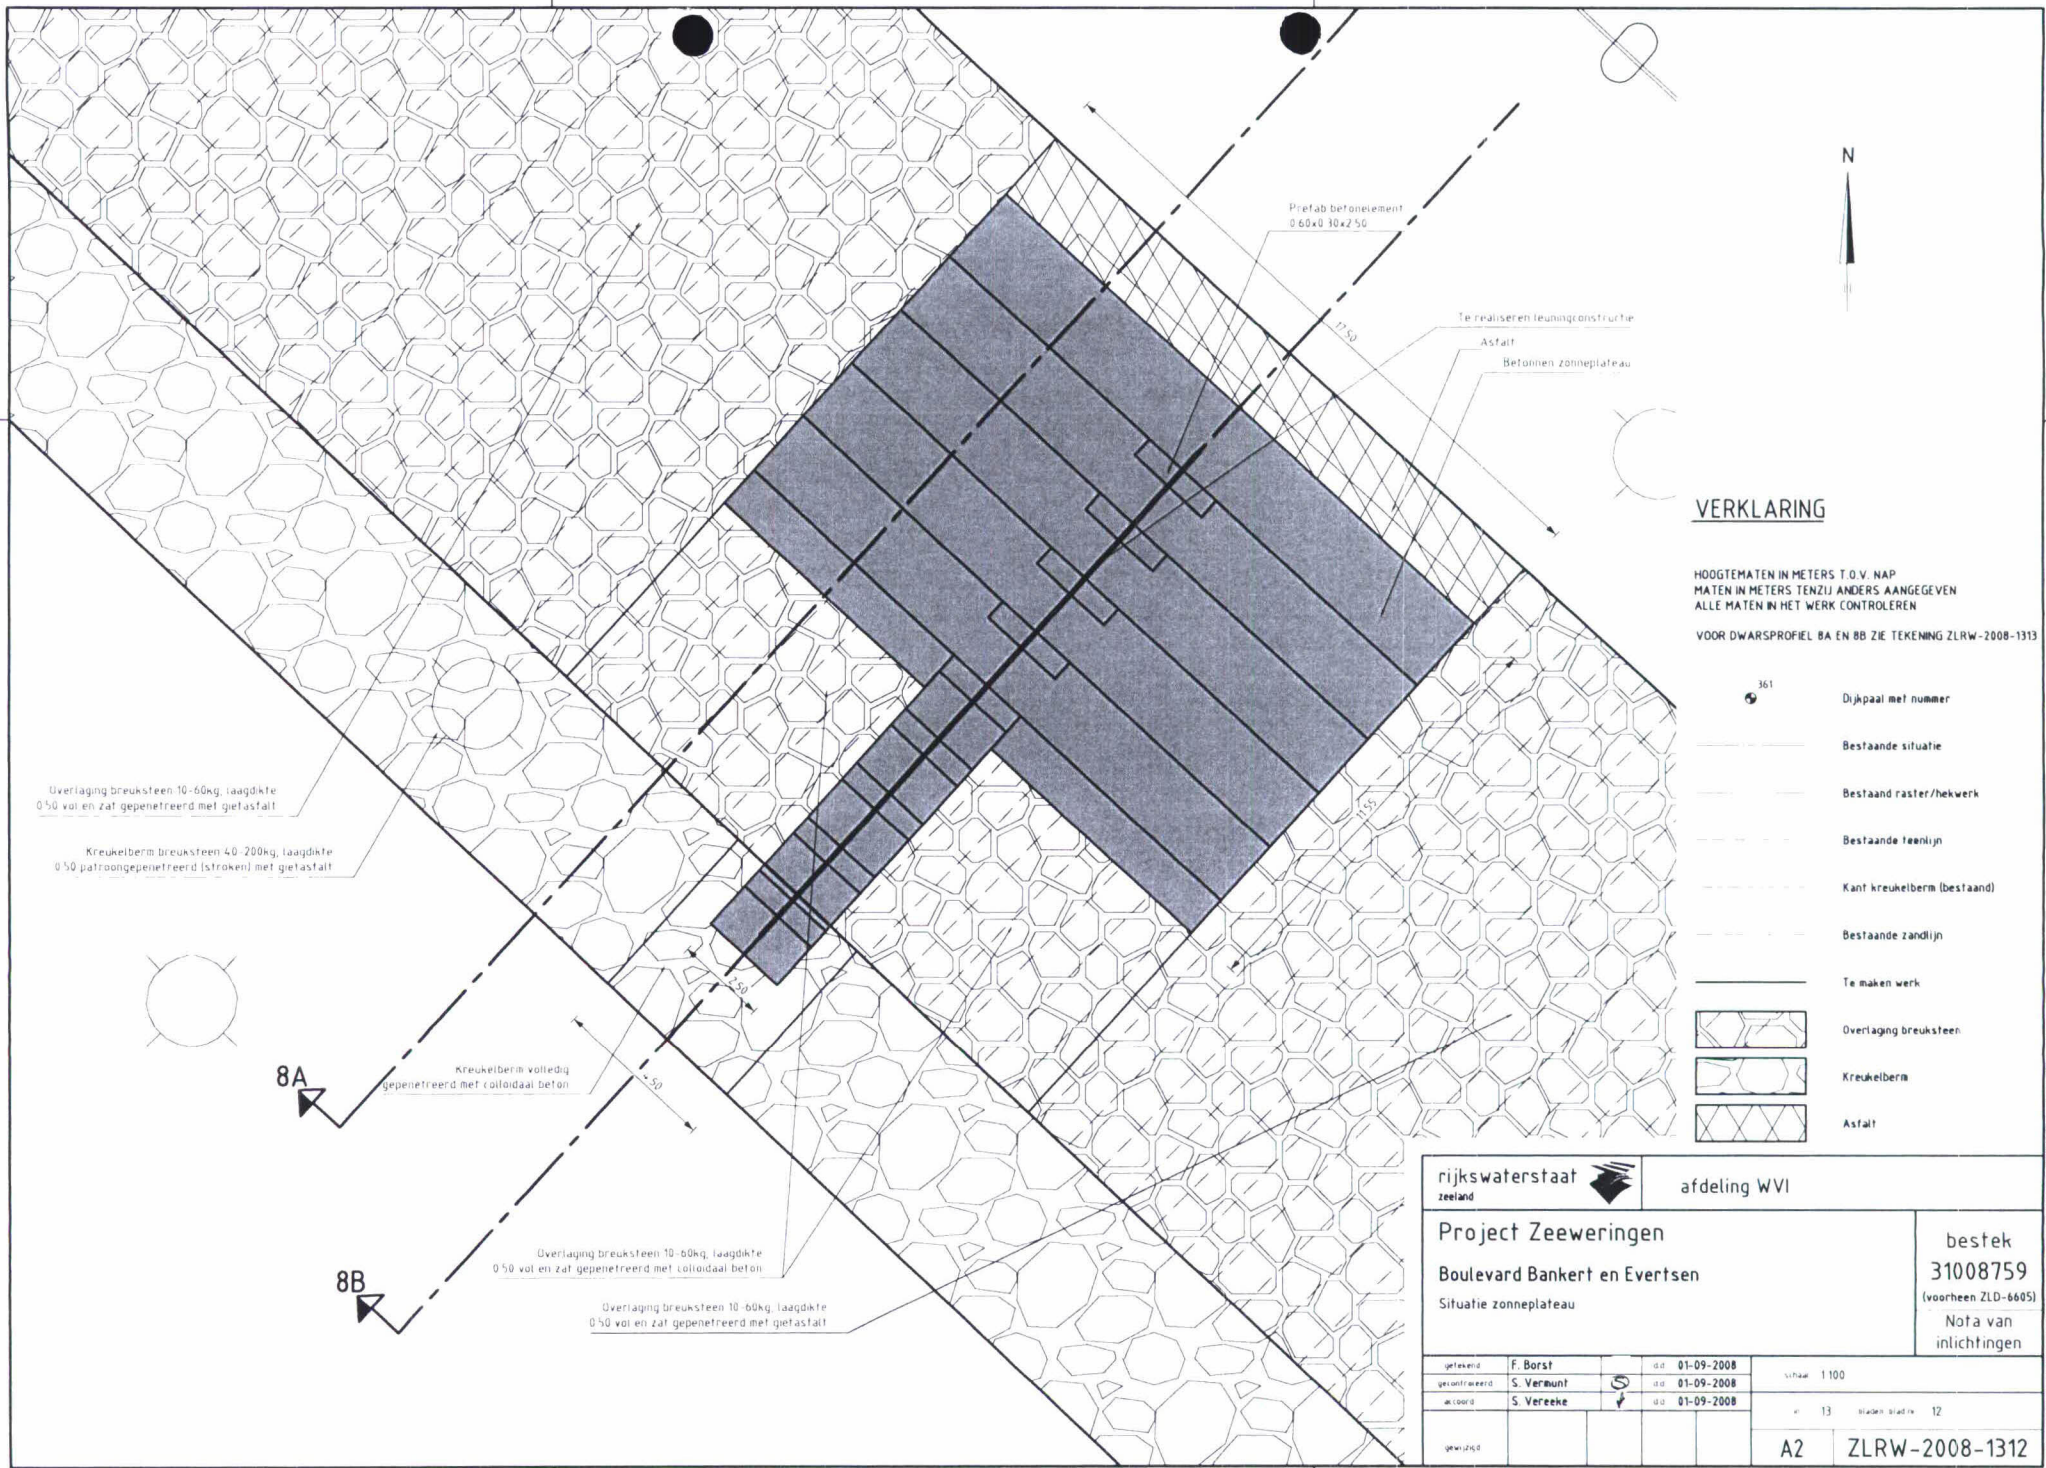 N
Prefab betonelement
0.60x0.30x2.50
17.50
Te realiseren leuningconstructie
Asfalt
Betonnen zonneplateau
VERKLARING
HOOGTEMATEN IN METERS T.O.V. NAP
MATEN IN METERS TENZIJ ANDERS AANGEGEVEN
ALLE MATEN IN HET WERK CONTROLEREN
VOOR DWARSPROFIEL 8A EN 8B ZIE TEKENING ZLRW-2008-1313
361
Dijkpaal met nummer
Bestaande situatie
Bestaand raster/hekwerk
Bestaande teenlijn
Kant kreukelberm (bestaand)
Bestaande zandlijn
Te maken werk
Overlaging breuksteen
Kreukelberm
Asfalt
Overlaging breuksteen 10-60kg, laagdikte
0.50 vol en zat gepenetreerd met gietasfalt
Kreukelberm breuksteen 40-200kg, laagdikte
0.50 patroongepenetreerd (stroken) met gietasfalt
11.55
2.50
4.50
8A
Kreukelberm volledig
gepenetreerd met colloidaal beton
8B
Overlaging breuksteen 10-60kg, laagdikte
0.50 vol en zat gepenetreerd met colloidaal beton
Overlaging breuksteen 10-60kg, laagdikte
0.50 vol en zat gepenetreerd met gietasfalt
rijkswaterstaat
zeeland
afdeling WVI
Project Zeeweringen
Boulevard Bankert en Evertsen
Situatie zonneplateau
bestek
31008759
(voorheen ZLD-6605)
Nota van
inlichtingen
getekend F. Borst d.d. 01-09-2008
gecontroleerd S. Vermunt d.d. 01-09-2008
accoord S. Vereeke d.d. 01-09-2008
gewijzigd
schaal 1:100
in 13 bladen blad nr. 12
A2 ZLRW-2008-1312